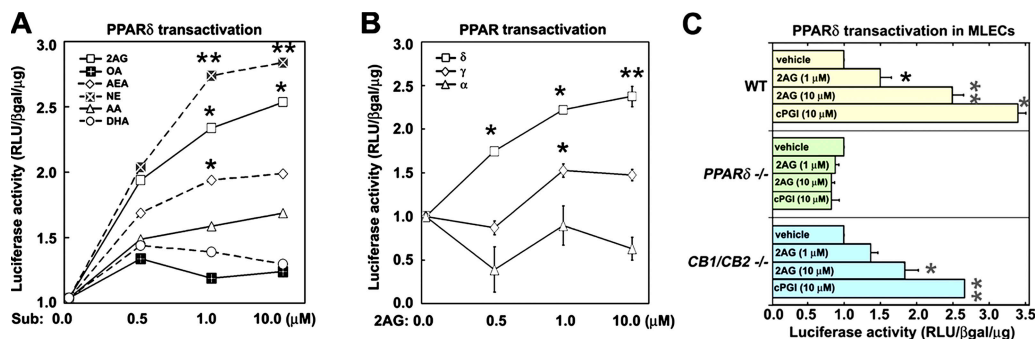 A
PPARδ transactivation
Luciferase activity (RLU/βgal/μg)
3.0
2.5
2.0
1.5
1.0
2AG
OA
AEA
NE
AA
DHA
**
**
*
*
*
Sub: 0.0 0.5 1.0 10.0 (μM)
B
PPAR transactivation
Luciferase activity (RLU/βgal/μg)
3.0
2.5
2.0
1.5
1.0
0.5
0.0
δ
γ
α
*
*
**
*
2AG: 0.0 0.5 1.0 10.0 (μM)
C
PPARδ transactivation in MLECs
WT
vehicle
2AG (1 μM) *
2AG (10 μM) **
cPGI (10 μM) *
PPARδ -/-
vehicle
2AG (1 μM)
2AG (10 μM)
cPGI (10 μM)
CB1/CB2 -/-
vehicle
2AG (1 μM)
2AG (10 μM) *
cPGI (10 μM) **
0.0 0.5 1.0 1.5 2.0 2.5 3.0 3.5
Luciferase activity (RLU/βgal/μg)